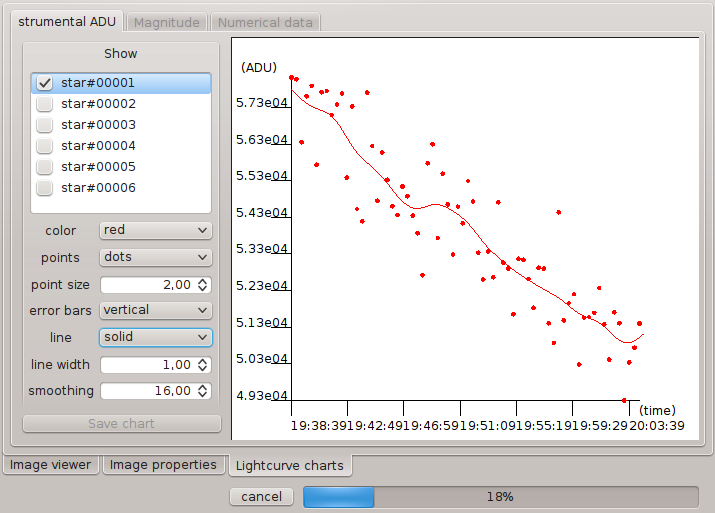 strumental ADU Magnitude Numerical data
Show
star#00001
star#00002
star#00003
star#00004
star#00005
star#00006
color red
points dots
point size 2,00
error bars vertical
line solid
line width 1,00
smoothing 16,00
Save chart
(ADU)
5.73e04
5.63e04
5.53e04
5.43e04
5.33e04
5.23e04
5.13e04
5.03e04
4.93e04
(time)
19:38:39 19:42:49 19:46:59 19:51:09 19:55:19 19:59:29 20:03:39
Image viewer Image properties Lightcurve charts
cancel 18%